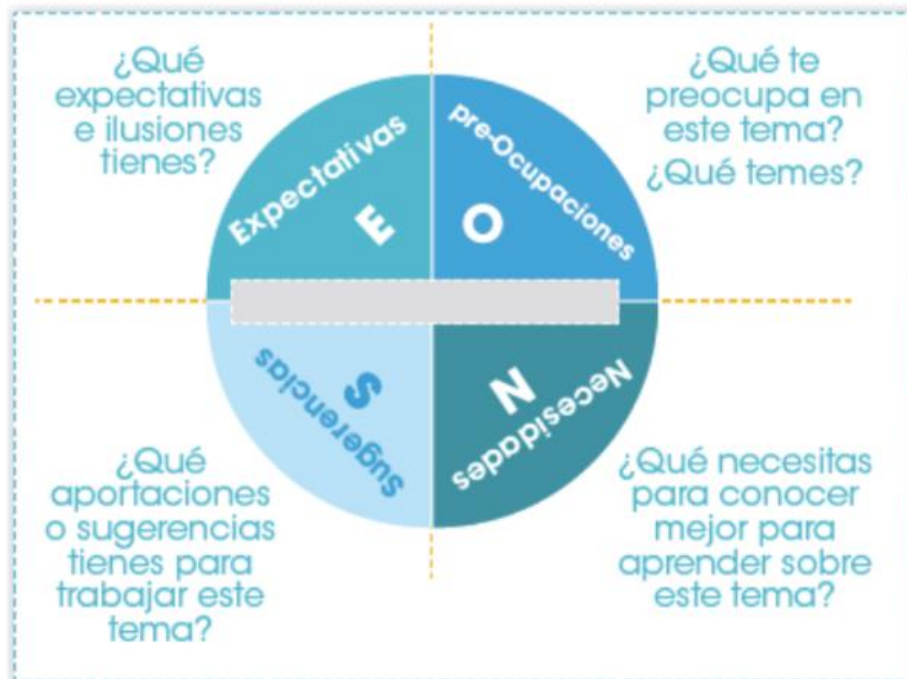 ¿Qué
expectativas
e ilusiones
tienes?
¿Qué te
preocupa en
este tema?
¿Qué temes?
Expectativas
E
pre-Ocupaciones
O
Sugerencias
S
Necesidades
N
¿Qué
aportaciones
o sugerencias
tienes para
trabajar este
tema?
¿Qué necesitas
para conocer
mejor para
aprender sobre
este tema?